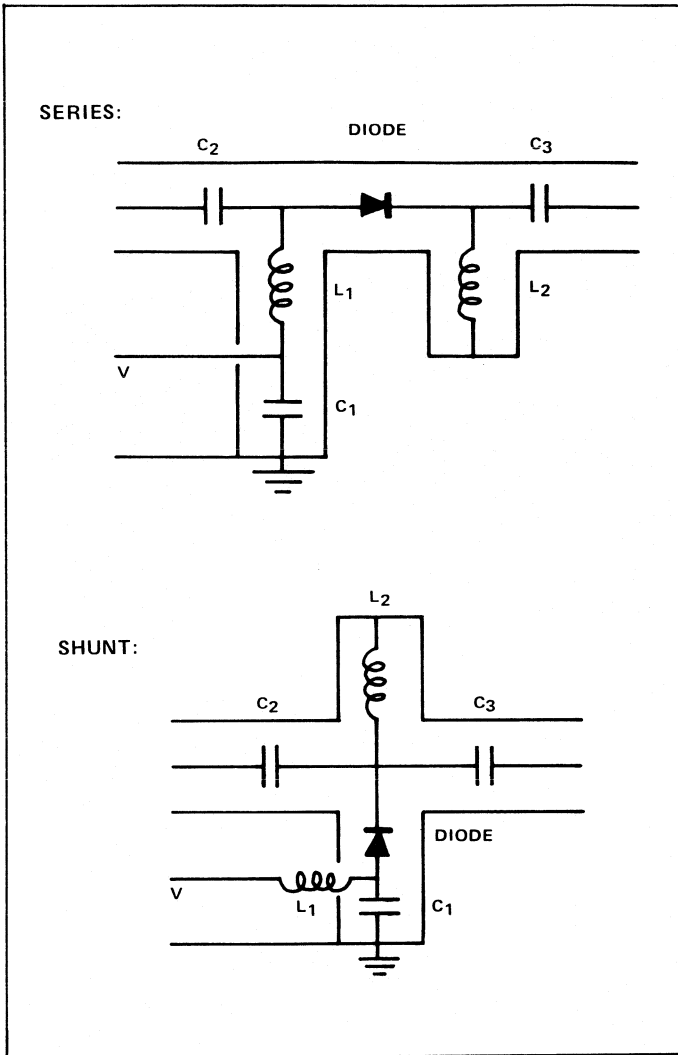 SERIES:
DIODE
C2
C3
L1
L2
V
C1
L2
SHUNT:
C2
C3
DIODE
V
L1
C1